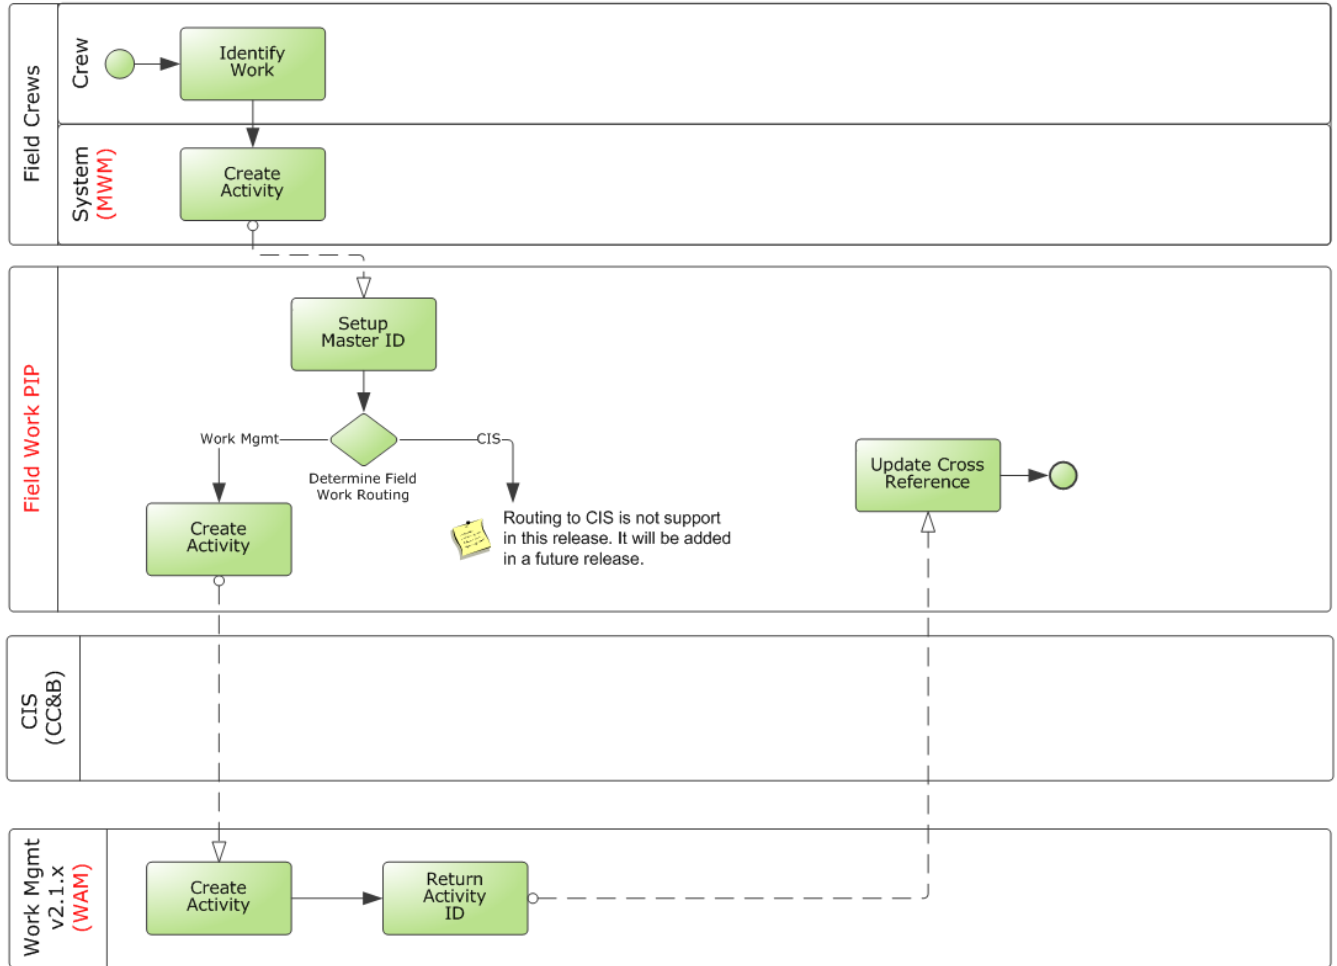 Field Crews
Crew
Identify
Work
System
(MWM)
Create
Activity
Field Work PIP
Setup
Master ID
Work Mgmt
CIS
Determine Field
Work Routing
Create
Activity
Routing to CIS is not support
in this release. It will be added
in a future release.
Update Cross
Reference
CIS
(CC&B)
Work Mgmt
v2.1.x
(WAM)
Create
Activity
Return
Activity
ID